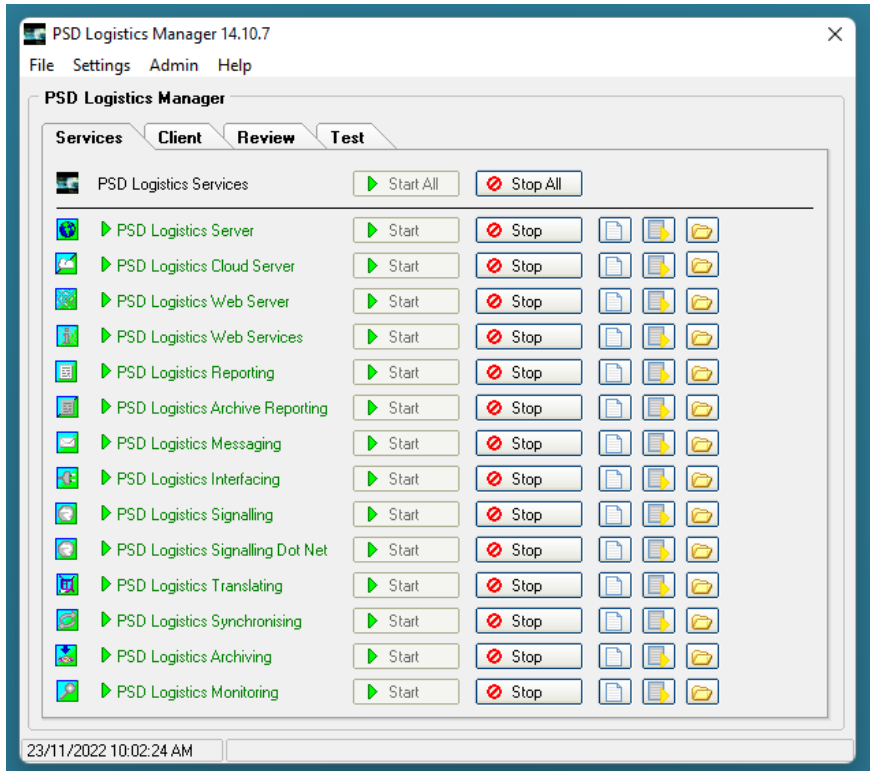 PSD Logistics Manager 14.10.7
File Settings Admin Help
PSD Logistics Manager
Services Client Review Test
PSD Logistics Services Start All Stop All
PSD Logistics Server Start Stop
PSD Logistics Cloud Server Start Stop
PSD Logistics Web Server Start Stop
PSD Logistics Web Services Start Stop
PSD Logistics Reporting Start Stop
PSD Logistics Archive Reporting Start Stop
PSD Logistics Messaging Start Stop
PSD Logistics Interfacing Start Stop
PSD Logistics Signalling Start Stop
PSD Logistics Signalling Dot Net Start Stop
PSD Logistics Translating Start Stop
PSD Logistics Synchronising Start Stop
PSD Logistics Archiving Start Stop
PSD Logistics Monitoring Start Stop
23/11/2022 10:02:24 AM